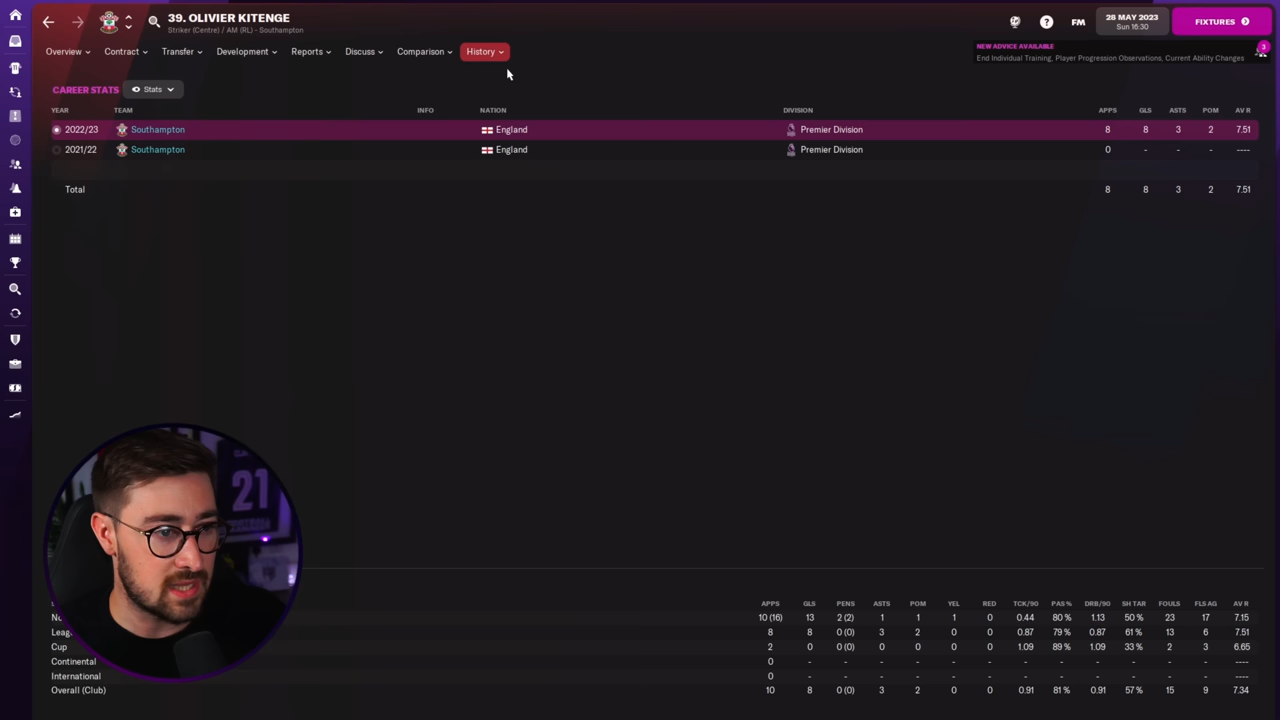 39. OLIVIER KITENGE
Striker (Centre) / AM (RL) - Southampton
FM
28 MAY 2023
Sun 16:30
FIXTURES
Overview Contract Transfer Development Reports Discuss Comparison History
NEW ADVICE AVAILABLE 3
End Individual Training, Player Progression Observations, Current Ability Changes
CAREER STATS Stats
YEAR TEAM INFO NATION DIVISION APPS GLS ASTS POM AV R
2022/23 Southampton England Premier Division 8 8 3 2 7.51
2021/22 Southampton England Premier Division 0 - - - ----
Total 8 8 3 2 7.51
21
APPS GLS PENS ASTS POM YEL RED TCK/90 PAS % DRB/90 SH TAR FOULS FLS AG AV R
10 (16) 13 2 (2) 1 1 1 0 0.44 80 % 1.13 50 % 23 17 7.15
8 8 0 (0) 3 2 0 0 0.87 79 % 0.87 61 % 13 6 7.51
Cup 2 0 0 (0) 0 0 0 0 1.09 89 % 1.09 33 % 2 3 6.65
Continental 0 - - - - - - - - - - - - ----
International 0 - - - - - - - - - - - - ----
Overall (Club) 10 8 0 (0) 3 2 0 0 0.91 81 % 0.91 57 % 15 9 7.34